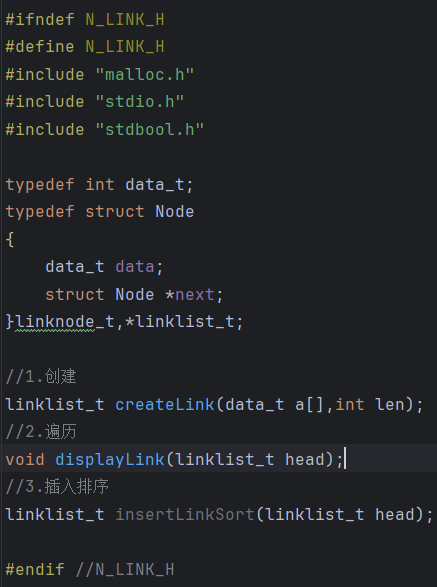 #ifndef N_LINK_H
#define N_LINK_H
#include "malloc.h"
#include "stdio.h"
#include "stdbool.h"
typedef int data_t;
typedef struct Node
{
data_t data;
struct Node *next;
}linknode_t,*linklist_t;
//1.创建
linklist_t createLink(data_t a[],int len);
//2.遍历
void displayLink(linklist_t head);
//3.插入排序
linklist_t insertLinkSort(linklist_t head);
#endif //N_LINK_H